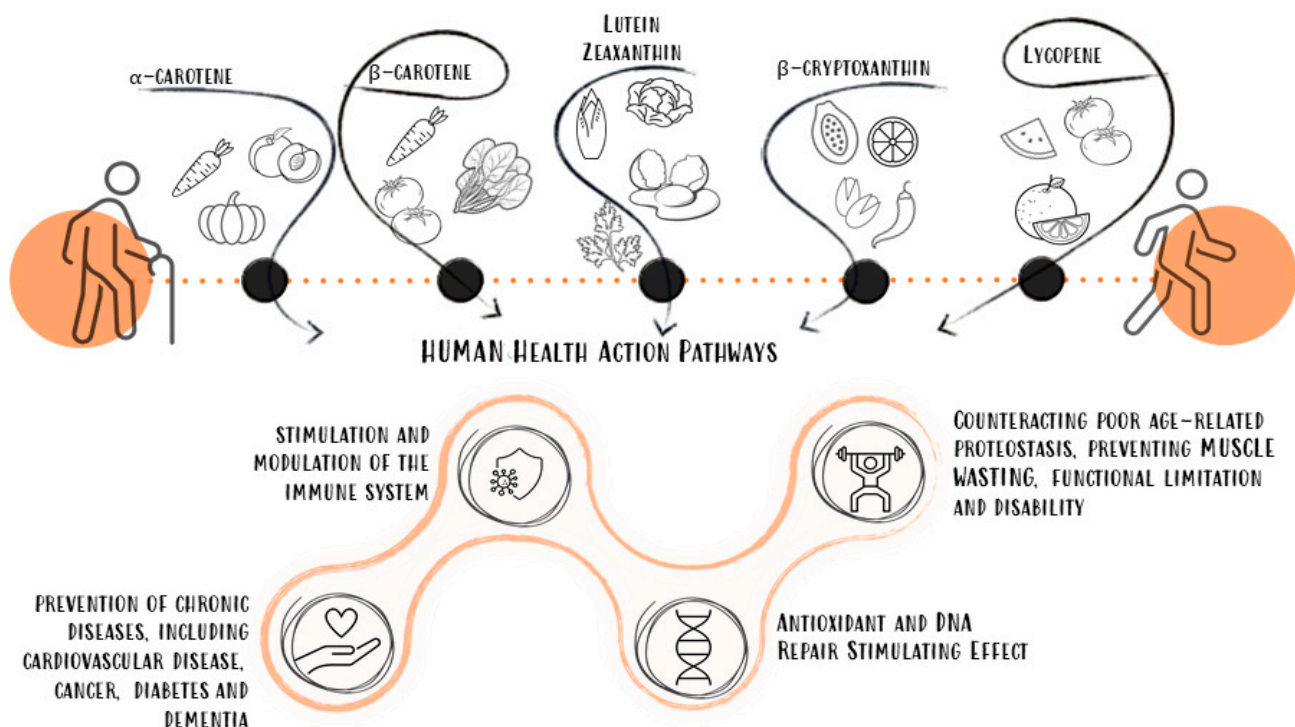 α-CAROTENE
β-CAROTENE
LUTEIN
ZEAXANTHIN
β-CRYPTOXANTHIN
LYCOPENE
HUMAN HEALTH ACTION PATHWAYS
STIMULATION AND
MODULATION OF THE
IMMUNE SYSTEM
COUNTERACTING POOR AGE-RELATED
PROTEOSTASIS, PREVENTING MUSCLE
WASTING, FUNCTIONAL LIMITATION
AND DISABILITY
PREVENTION OF CHRONIC
DISEASES, INCLUDING
CARDIOVASCULAR DISEASE,
CANCER, DIABETES AND
DEMENTIA
ANTIOXIDANT AND DNA
REPAIR STIMULATING EFFECT